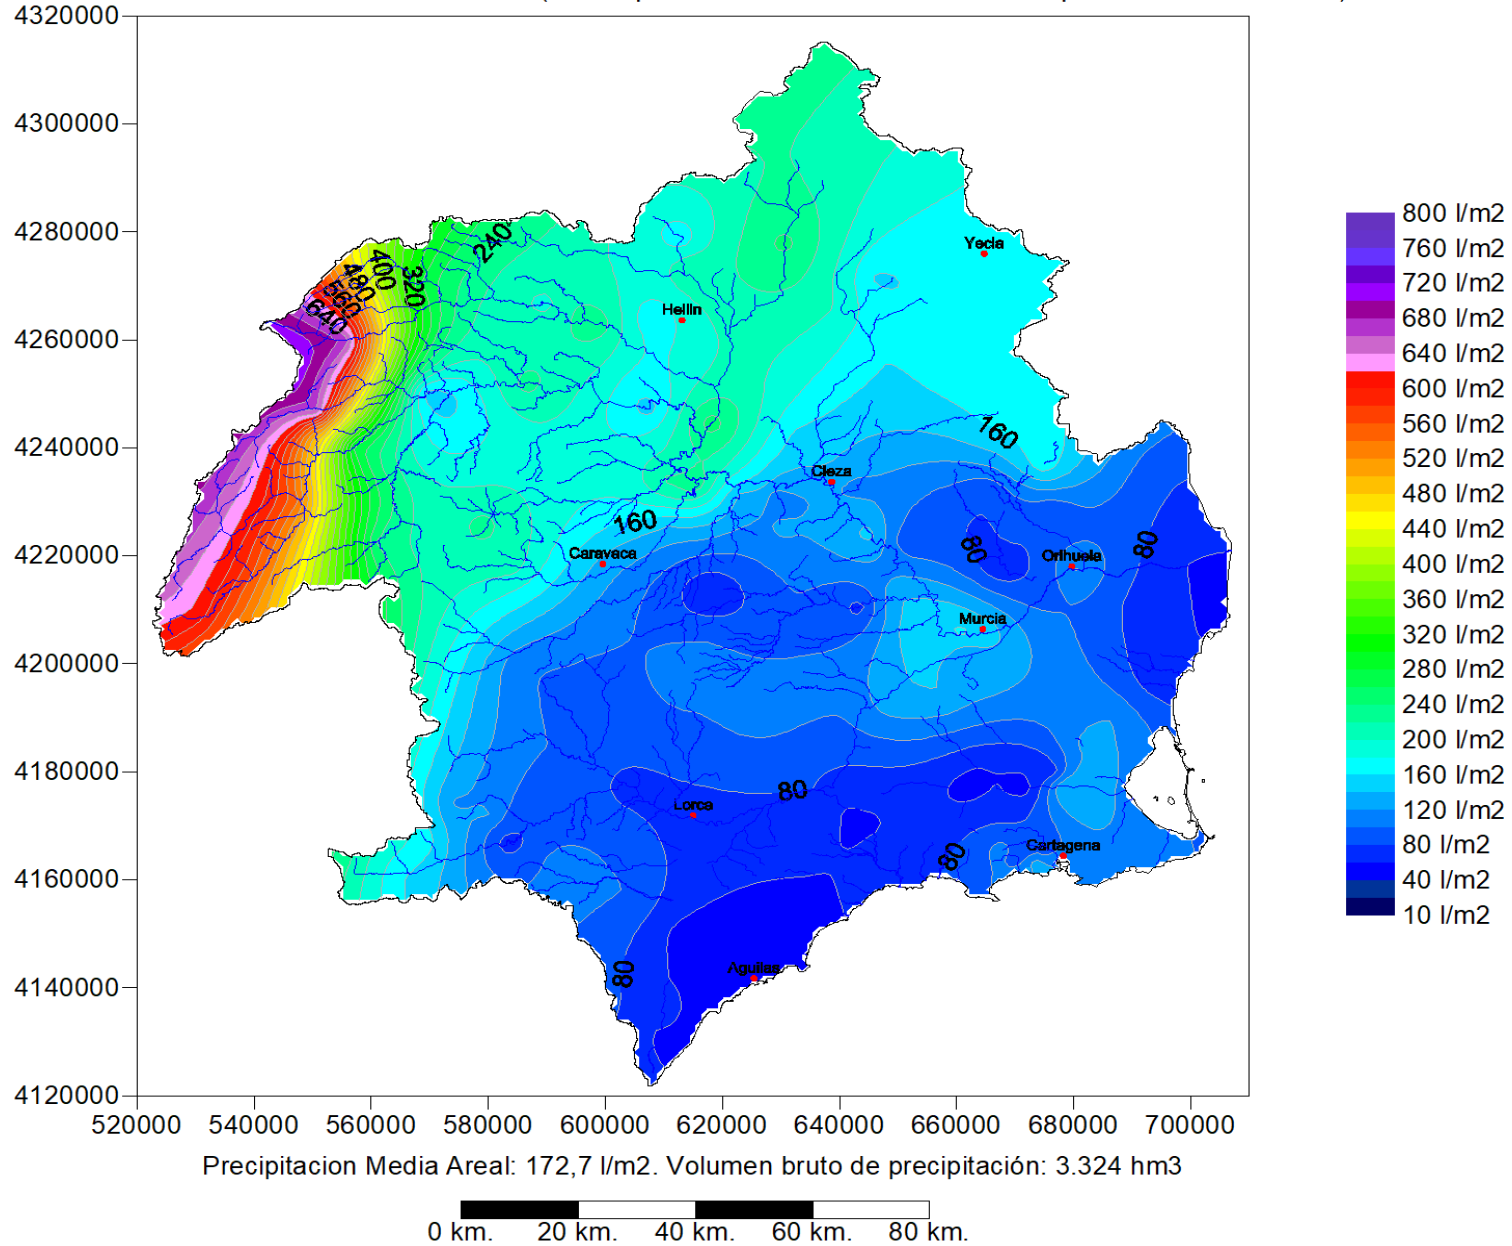 4320000
4300000
4280000
4260000
4240000
4220000
4200000
4180000
4160000
4140000
4120000
520000 540000 560000 580000 600000 620000 640000 660000 680000 700000
240
400
480
560
640
320
Yecla
Hellin
160
Cieza
160
Caravaca
80
Orihuela
80
Murcia
80
Lorca
80
Cartagena
Aguilas
80
800 l/m2
760 l/m2
720 l/m2
680 l/m2
640 l/m2
600 l/m2
560 l/m2
520 l/m2
480 l/m2
440 l/m2
400 l/m2
360 l/m2
320 l/m2
280 l/m2
240 l/m2
200 l/m2
160 l/m2
120 l/m2
80 l/m2
40 l/m2
10 l/m2
Precipitacion Media Areal: 172,7 l/m2. Volumen bruto de precipitación: 3.324 hm3
0 km. 20 km. 40 km. 60 km. 80 km.